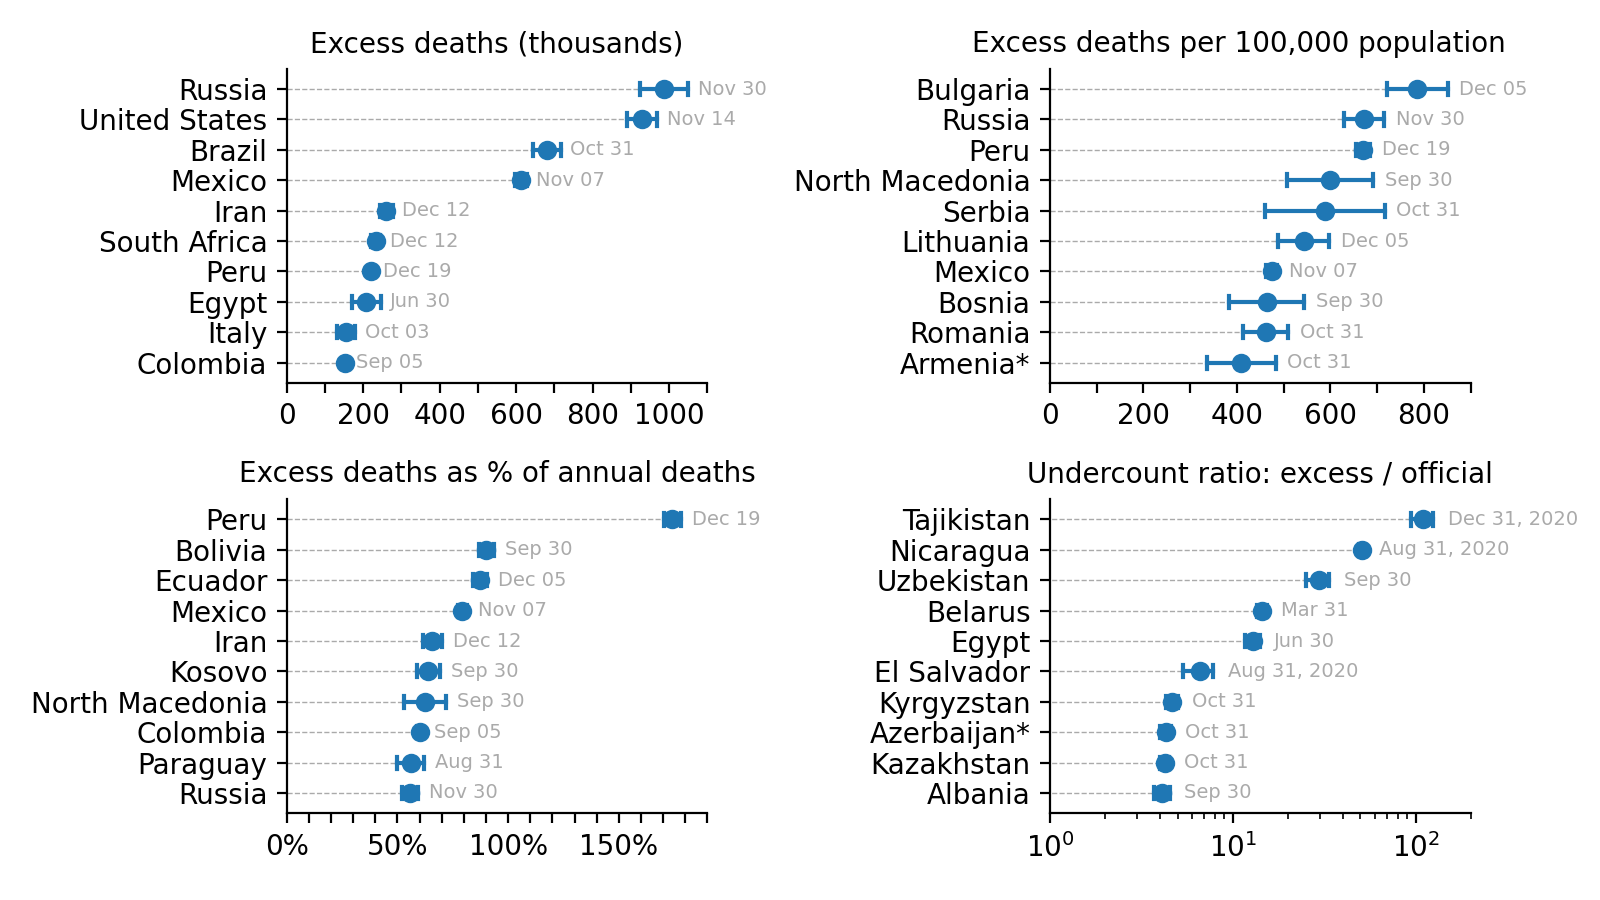 Excess deaths (thousands)
Russia Nov 30
United States Nov 14
Brazil Oct 31
Mexico Nov 07
Iran Dec 12
South Africa Dec 12
Peru Dec 19
Egypt Jun 30
Italy Oct 03
Colombia Sep 05
0 200 400 600 800 1000
Excess deaths per 100,000 population
Bulgaria Dec 05
Russia Nov 30
Peru Dec 19
North Macedonia Sep 30
Serbia Oct 31
Lithuania Dec 05
Mexico Nov 07
Bosnia Sep 30
Romania Oct 31
Armenia* Oct 31
0 200 400 600 800
Excess deaths as % of annual deaths
Peru Dec 19
Bolivia Sep 30
Ecuador Dec 05
Mexico Nov 07
Iran Dec 12
Kosovo Sep 30
North Macedonia Sep 30
Colombia Sep 05
Paraguay Aug 31
Russia Nov 30
0% 50% 100% 150%
Undercount ratio: excess / official
Tajikistan Dec 31, 2020
Nicaragua Aug 31, 2020
Uzbekistan Sep 30
Belarus Mar 31
Egypt Jun 30
El Salvador Aug 31, 2020
Kyrgyzstan Oct 31
Azerbaijan* Oct 31
Kazakhstan Oct 31
Albania Sep 30
10⁰ 10¹ 10²